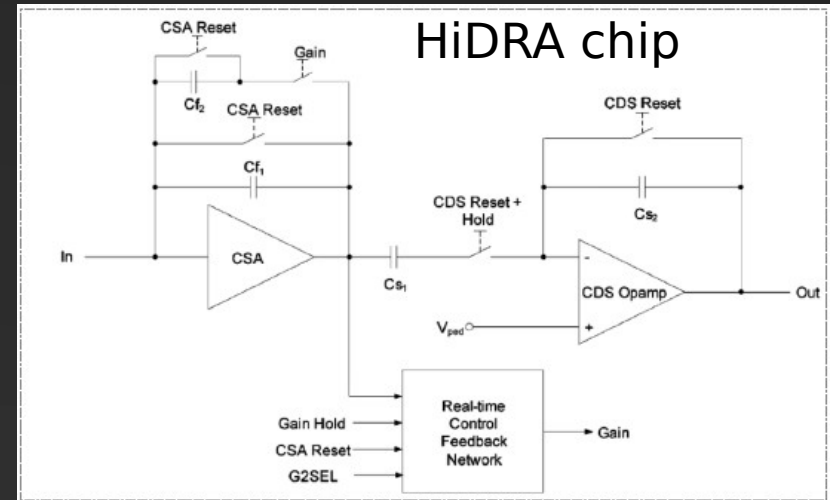 HiDRA chip
CSA Reset
Gain
Cf₂
CSA Reset
Cf₁
In
CSA
Cs₁
CDS Reset +
Hold
CDS Reset
Cs₂
-
CDS Opamp
+
Vped
Out
Gain Hold
CSA Reset
G2SEL
Real-time
Control
Feedback
Network
Gain